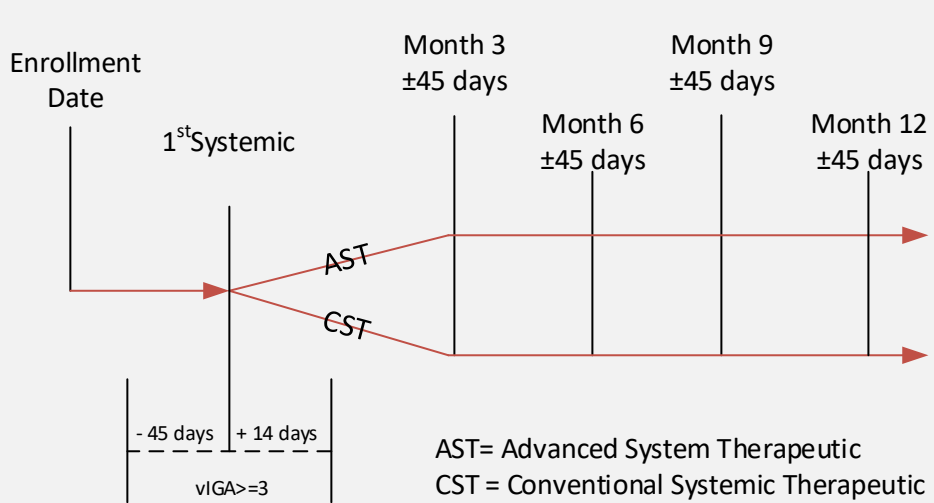 Enrollment
Date
1stSystemic
Month 3
±45 days
Month 6
±45 days
Month 9
±45 days
Month 12
±45 days
AST
CST
- 45 days
+ 14 days
vIGA>=3
AST= Advanced System Therapeutic
CST = Conventional Systemic Therapeutic